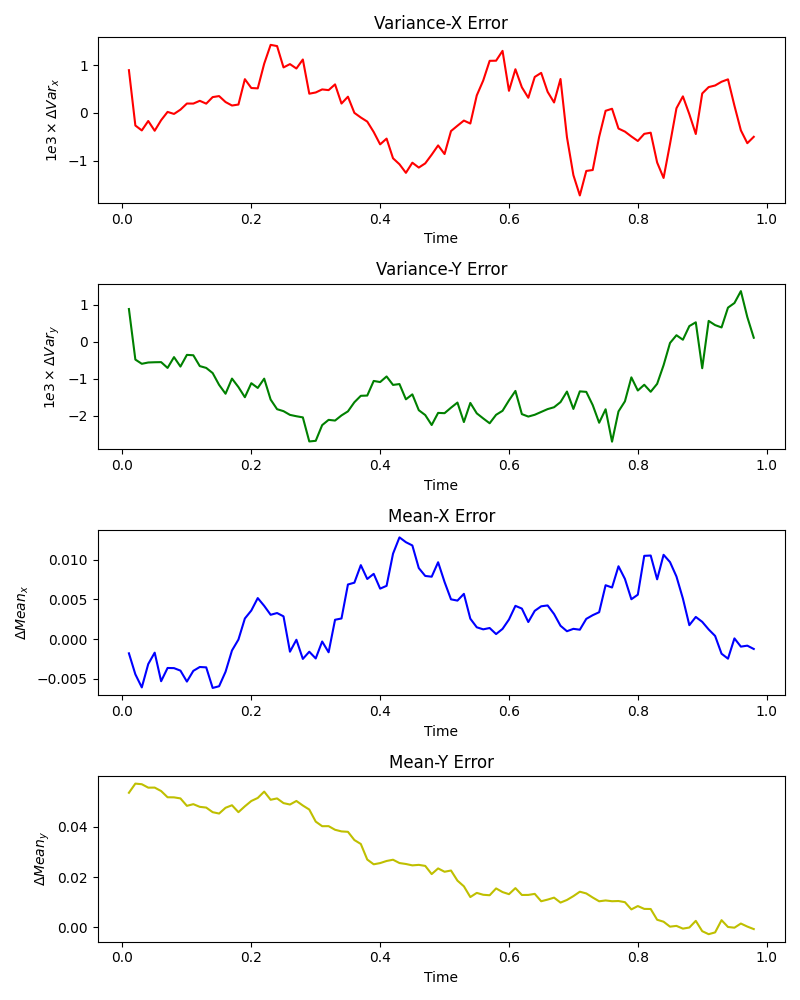 Variance-X Error
1e3 × ΔVarₓ
1
0
−1
0.0 0.2 0.4 0.6 0.8 1.0
Time
Variance-Y Error
1e3 × ΔVar_y
1
0
−1
−2
0.0 0.2 0.4 0.6 0.8 1.0
Time
Mean-X Error
ΔMeanₓ
0.010
0.005
0.000
−0.005
0.0 0.2 0.4 0.6 0.8 1.0
Time
Mean-Y Error
ΔMean_y
0.04
0.02
0.00
0.0 0.2 0.4 0.6 0.8 1.0
Time